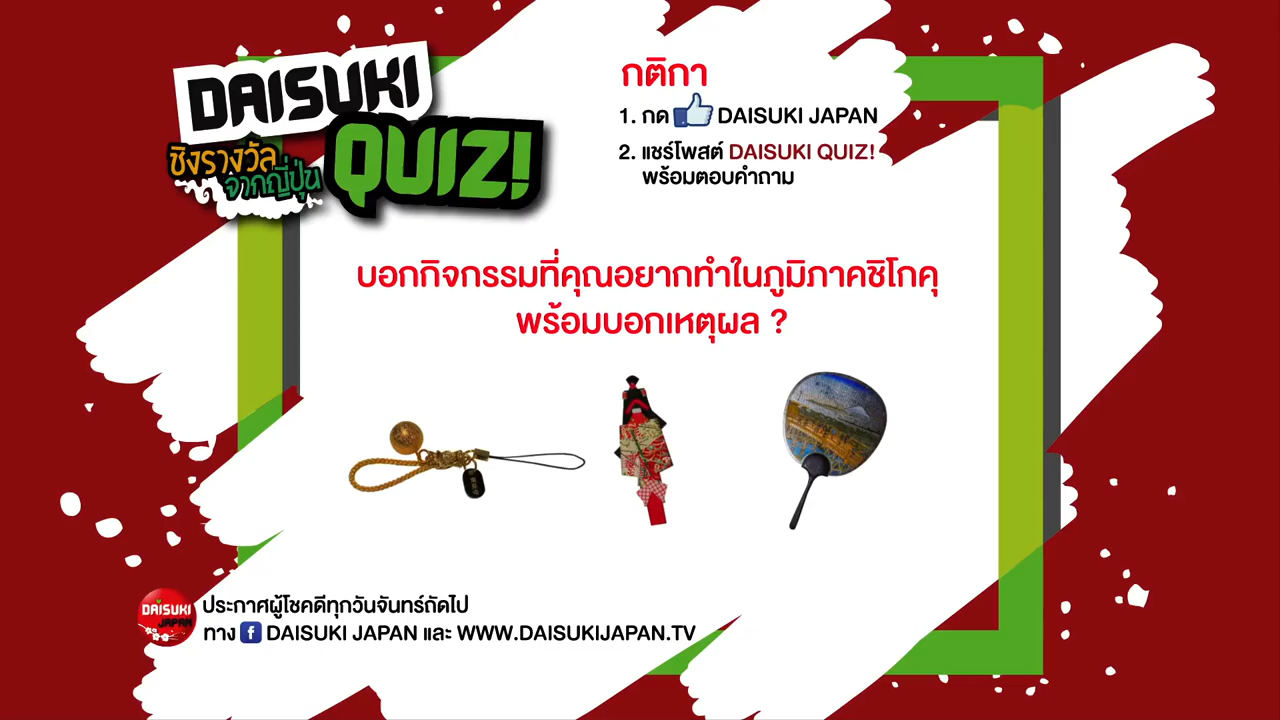 DAISUKI
QUIZ!
ชิงรางวัล
จากญี่ปุ่น
กติกา
1. กด DAISUKI JAPAN
2. แชร์โพสต์ DAISUKI QUIZ!
พร้อมตอบคำถาม
บอกกิจกรรมที่คุณอยากทำในภูมิภาคชิโกคุ
พร้อมบอกเหตุผล ?
DAISUKI
JAPAN
ประกาศผู้โชคดีทุกวันจันทร์ถัดไป
ทาง f DAISUKI JAPAN และ WWW.DAISUKIJAPAN.TV